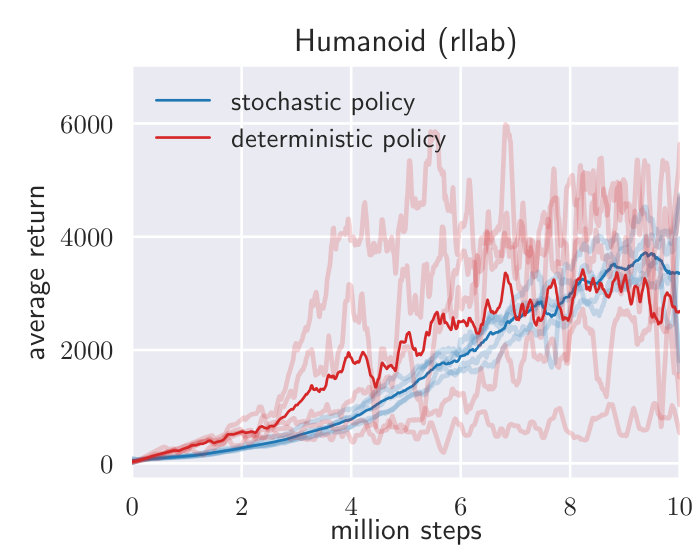 Humanoid (rllab)
stochastic policy
deterministic policy
average return
6000
4000
2000
0
0 2 4 6 8 10
million steps